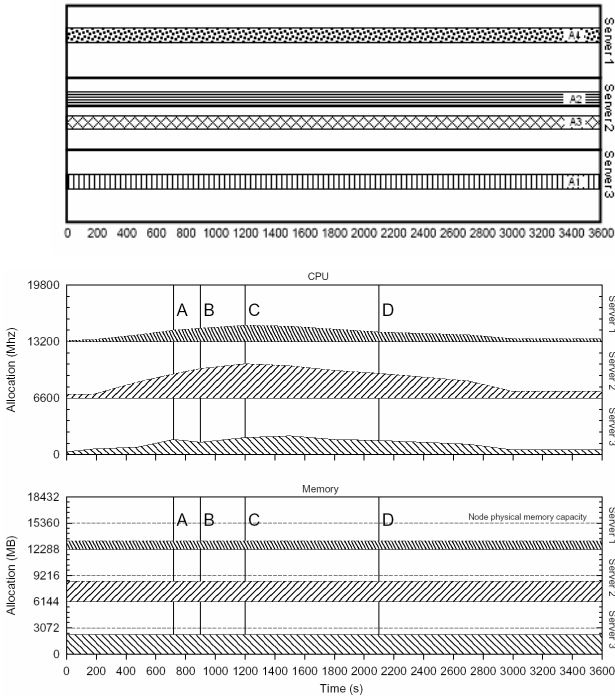 A4
Server 1
A2
A3
Server 2
A1
Server 3
0 200 400 600 800 1000 1200 1400 1600 1800 2000 2200 2400 2600 2800 3000 3200 3400 3600
CPU
19800
13200
6600
0
Allocation (Mhz)
A B C D
Server 1
Server 2
Server 3
Memory
18432
15360
12288
9216
6144
3072
0
Allocation (MB)
A B C D
Node physical memory capacity
Server 1
Server 2
Server 3
0 200 400 600 800 1000 1200 1400 1600 1800 2000 2200 2400 2600 2800 3000 3200 3400 3600
Time (s)